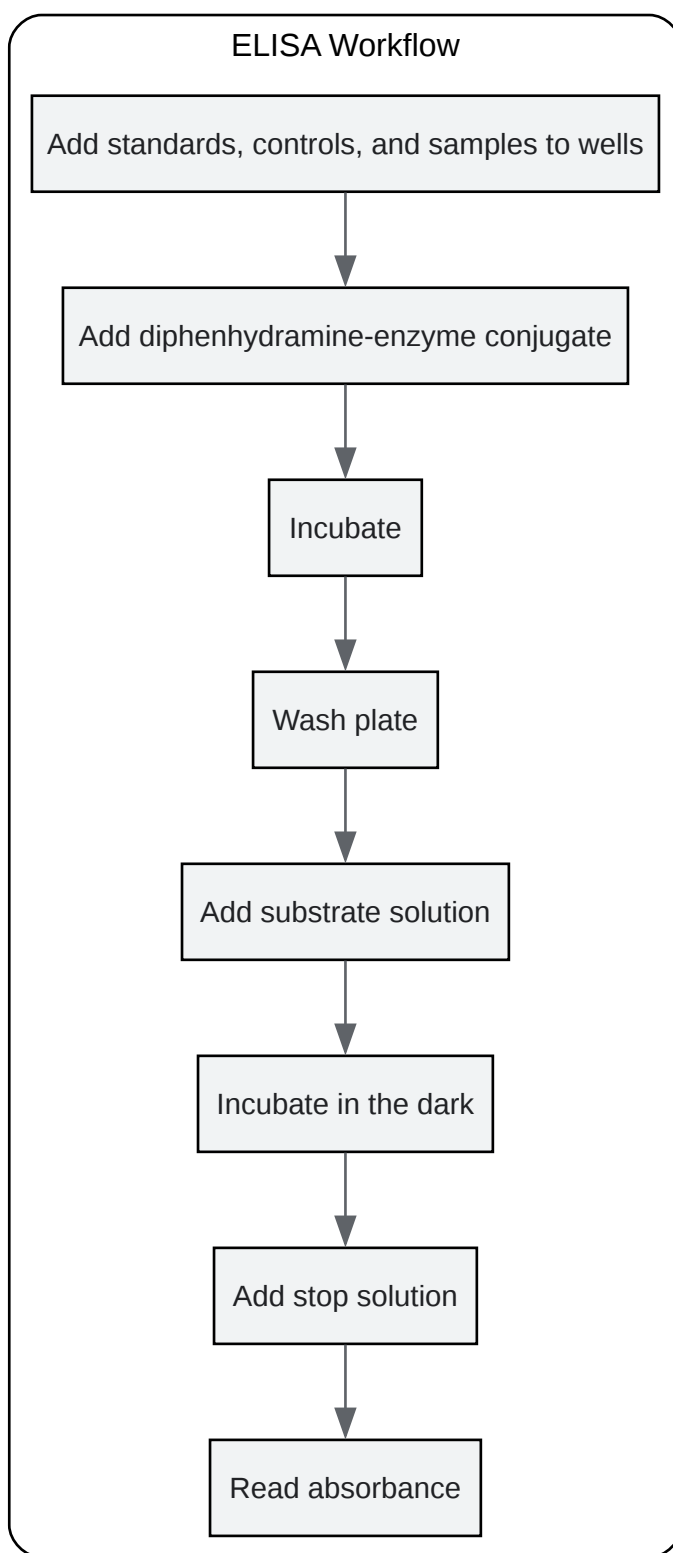 ELISA Workflow
Add standards, controls, and samples to wells
Add diphenhydramine-enzyme conjugate
Incubate
Wash plate
Add substrate solution
Incubate in the dark
Add stop solution
Read absorbance